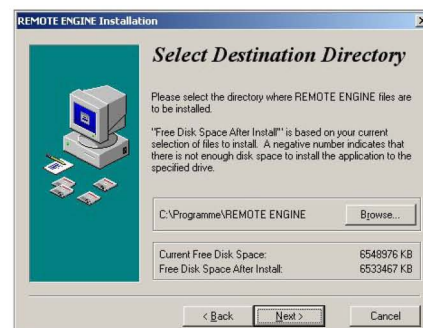 REMOTE ENGINE Installation
Select Destination Directory
Please select the directory where REMOTE ENGINE files are
to be installed.
"Free Disk Space After Install" is based on your current
selection of files to install. A negative number indicates that
there is not enough disk space to install the application to the
specified drive.
C:\Programme\REMOTE ENGINE
Browse...
Current Free Disk Space: 6548976 KB
Free Disk Space After Install: 6533467 KB
< Back
Next >
Cancel